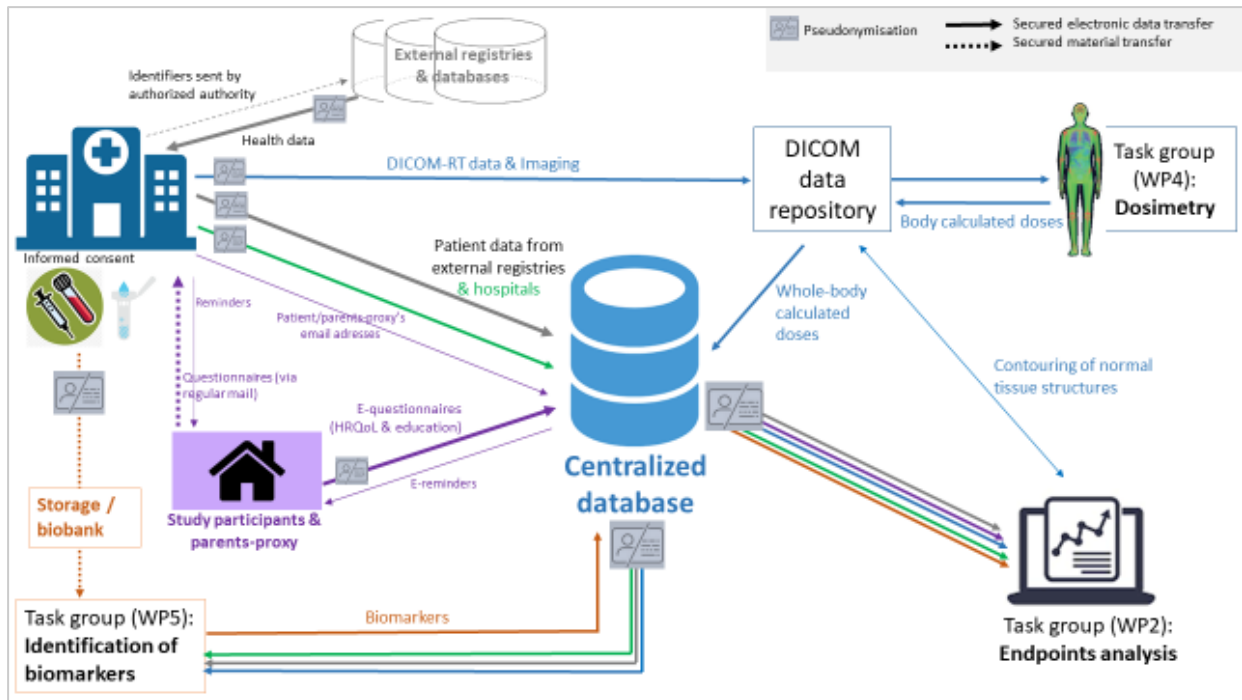 Pseudonymisation
Secured electronic data transfer
Secured material transfer
External registries
& databases
Identifiers sent by
authorized authority
Health data
DICOM-RT data & Imaging
DICOM
data
repository
Task group
(WP4):
Dosimetry
Body calculated doses
Informed consent
Patient data from
external registries
& hospitals
Reminders
Patient/parents-proxy's
email adresses
Whole-body
calculated
doses
Contouring of normal
tissue structures
Questionnaires (via
regular mail)
E-questionnaires
(HRQoL & education)
E-reminders
Centralized
database
Storage /
biobank
Study participants &
parents-proxy
Task group (WP5):
Identification of
biomarkers
Biomarkers
Task group (WP2):
Endpoints analysis